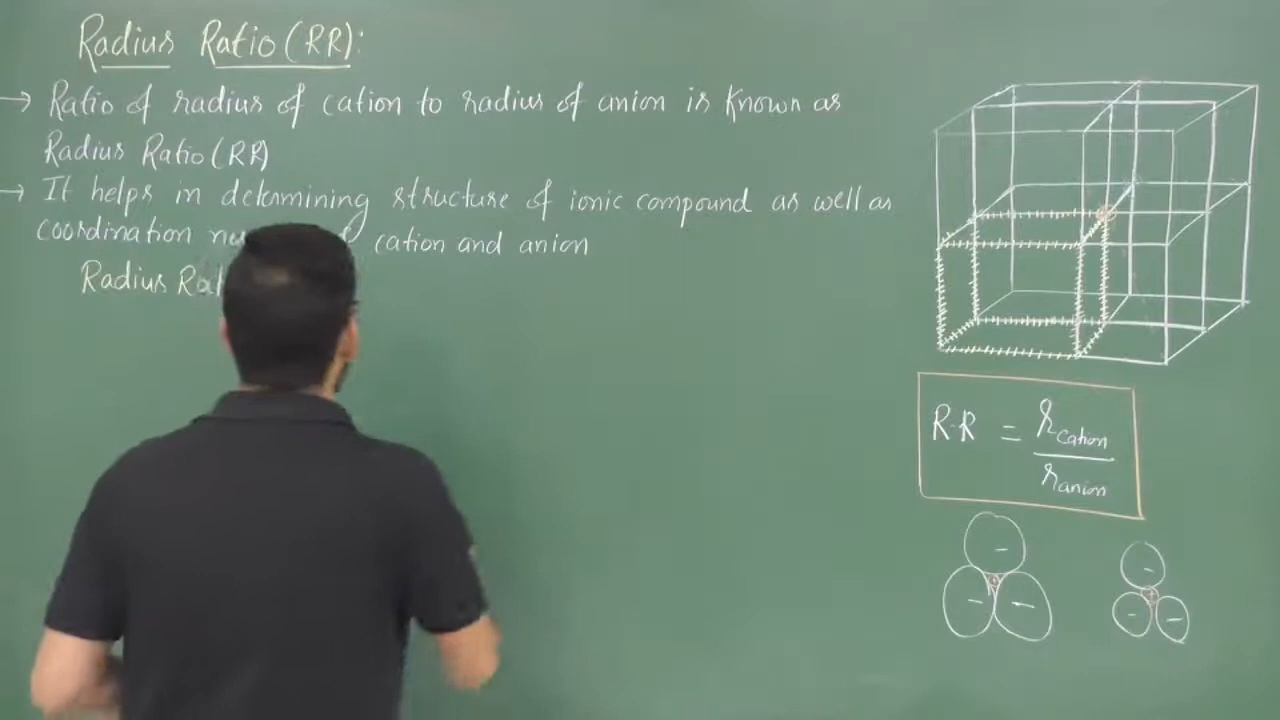 Radius Ratio (RR):
→ Ratio of radius of cation to radius of anion is known as
Radius Ratio (RR)
→ It helps in determining structure of ionic compound as well as
coordination cation and anion
Radius
R.R = rcation
ranion
-
+
- -
-
+
- -